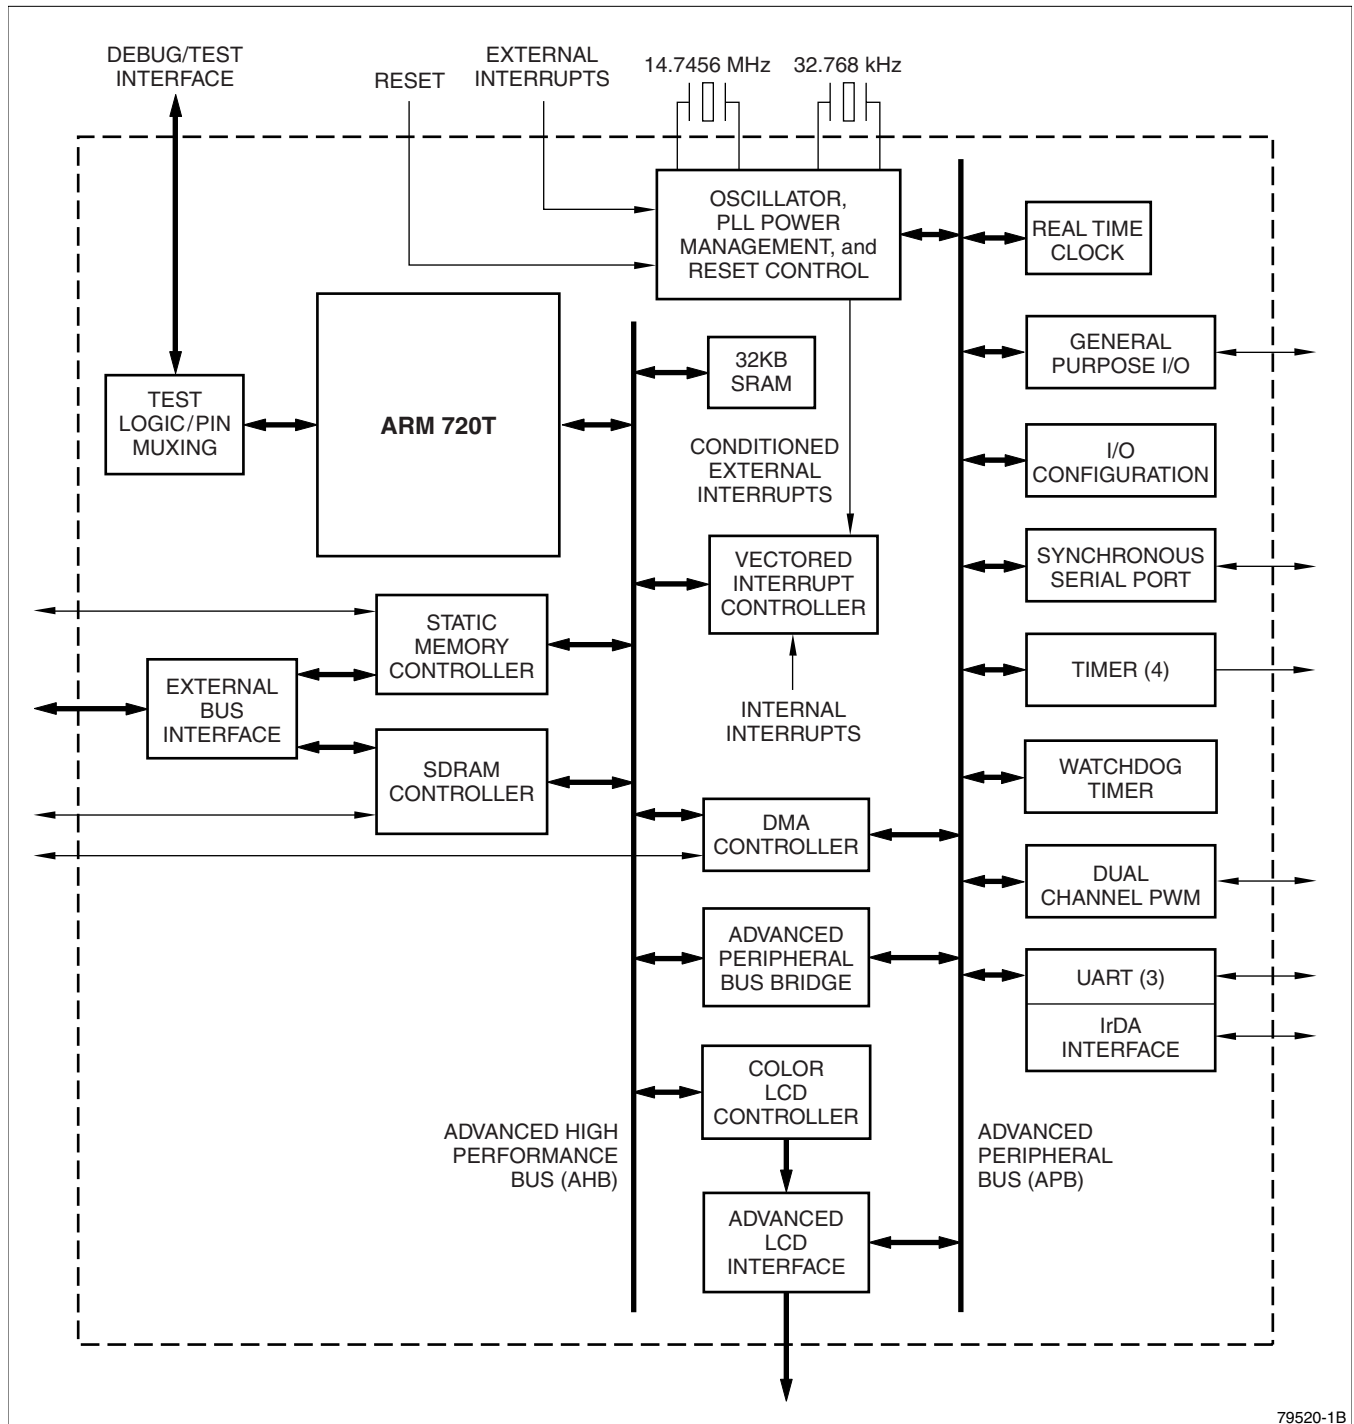 DEBUG/TEST
INTERFACE
RESET
EXTERNAL
INTERRUPTS
14.7456 MHz
32.768 kHz
OSCILLATOR,
PLL POWER
MANAGEMENT, and
RESET CONTROL
REAL TIME
CLOCK
GENERAL
PURPOSE I/O
32KB
SRAM
TEST
LOGIC/PIN
MUXING
ARM 720T
CONDITIONED
EXTERNAL
INTERRUPTS
I/O
CONFIGURATION
VECTORED
INTERRUPT
CONTROLLER
SYNCHRONOUS
SERIAL PORT
STATIC
MEMORY
CONTROLLER
EXTERNAL
BUS
INTERFACE
INTERNAL
INTERRUPTS
TIMER (4)
SDRAM
CONTROLLER
WATCHDOG
TIMER
DMA
CONTROLLER
DUAL
CHANNEL PWM
ADVANCED
PERIPHERAL
BUS BRIDGE
UART (3)
IrDA
INTERFACE
COLOR
LCD
CONTROLLER
ADVANCED HIGH
PERFORMANCE
BUS (AHB)
ADVANCED
PERIPHERAL
BUS (APB)
ADVANCED
LCD
INTERFACE
79520-1B